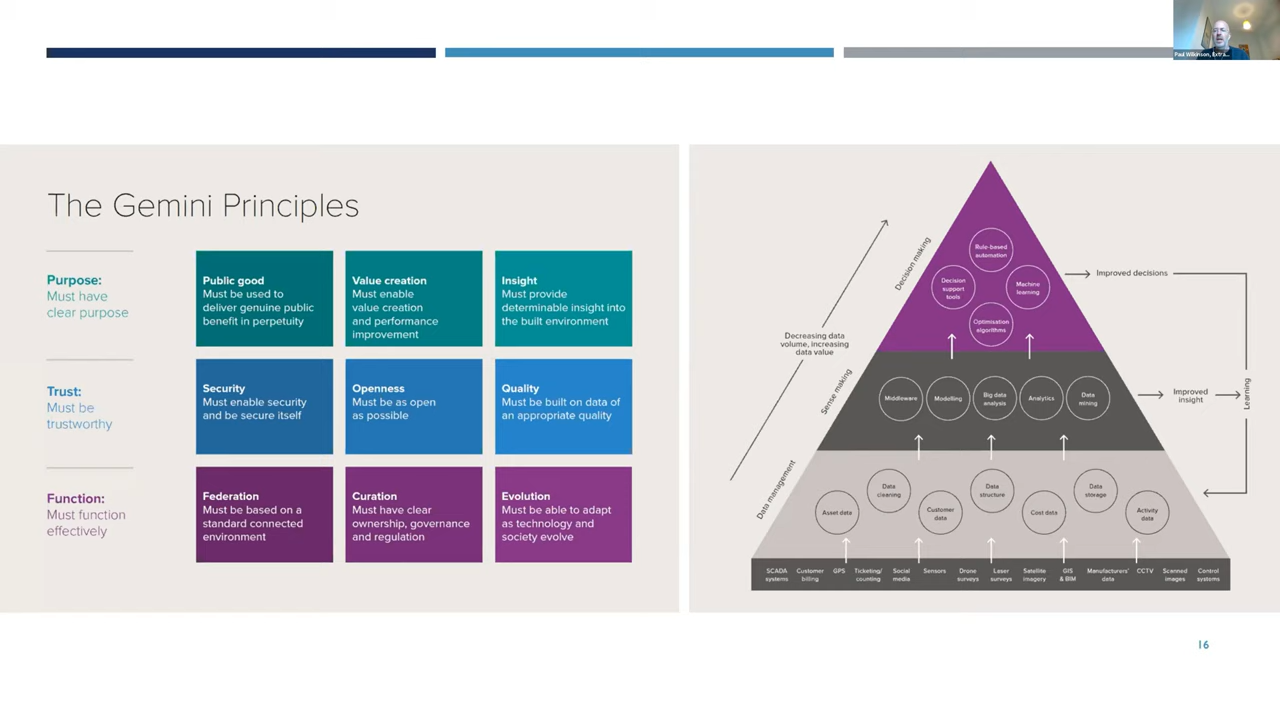 Paul Wilkinson, Extra...
The Gemini Principles
Purpose:
Must have
clear purpose
Public good
Must be used to
deliver genuine public
benefit in perpetuity
Value creation
Must enable
value creation
and performance
improvement
Insight
Must provide
determinable insight into
the built environment
Trust:
Must be
trustworthy
Security
Must enable security
and be secure itself
Openness
Must be as open
as possible
Quality
Must be built on data of
an appropriate quality
Function:
Must function
effectively
Federation
Must be based on a
standard connected
environment
Curation
Must have clear
ownership, governance
and regulation
Evolution
Must be able to adapt
as technology and
society evolve
Decreasing data
volume, increasing
data value
Decision making
Rule-based
automation
Decision
support
tools
Machine
learning
Optimisation
algorithms
Improved decisions
Sense making
Middleware
Modelling
Big data
analysis
Analytics
Data
mining
Improved
insight
Learning
Data management
Asset data
Data
cleaning
Customer
data
Data
structure
Cost data
Data
storage
Activity
data
SCADA
systems
Customer
billing
GPS
Ticketing/
counting
Social
media
Sensors
Drone
surveys
Laser
surveys
Satellite
imagery
GIS
& BIM
Manufacturers'
data
CCTV
Scanned
images
Control
systems
16